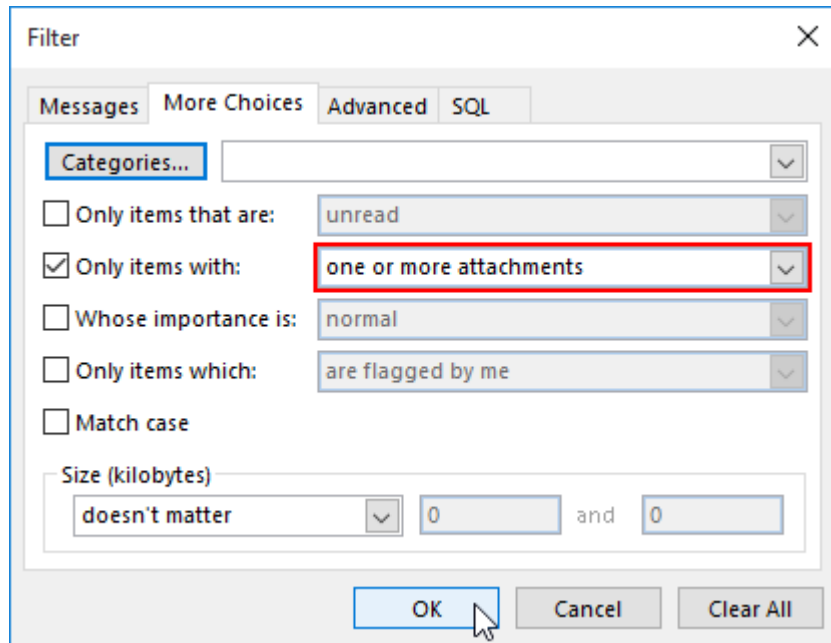 Filter
Messages More Choices Advanced SQL
Categories...
Only items that are: unread
Only items with: one or more attachments
Whose importance is: normal
Only items which: are flagged by me
Match case
Size (kilobytes)
doesn't matter 0 and 0
OK Cancel Clear All